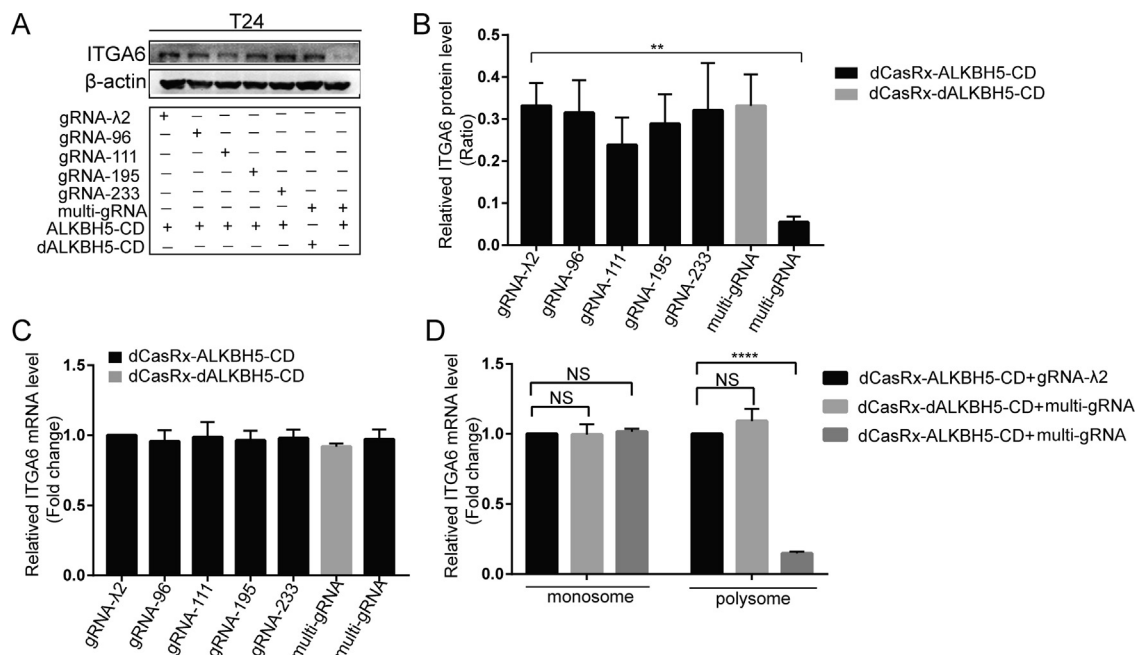 A
T24
ITGA6
β-actin
gRNA-λ2 + − − − − − −
gRNA-96 − + − − − − −
gRNA-111 − − + − − − −
gRNA-195 − − − + − − −
gRNA-233 − − − − + − −
multi-gRNA − − − − − + +
ALKBH5-CD + + + + + − +
dALKBH5-CD − − − − − + −
B
Relatived ITGA6 protein level
(Ratio)
0.4
0.3
0.2
0.1
0.0
**
dCasRx-ALKBH5-CD
dCasRx-dALKBH5-CD
gRNA-λ2
gRNA-96
gRNA-111
gRNA-195
gRNA-233
multi-gRNA
multi-gRNA
C
Relatived ITGA6 mRNA level
(Fold change)
1.5
1.0
0.5
0.0
dCasRx-ALKBH5-CD
dCasRx-dALKBH5-CD
gRNA-λ2
gRNA-96
gRNA-111
gRNA-195
gRNA-233
multi-gRNA
multi-gRNA
D
Relatived ITGA6 mRNA level
(Fold change)
1.5
1.0
0.5
0.0
NS
NS
****
NS
monosome
polysome
dCasRx-ALKBH5-CD+gRNA-λ2
dCasRx-dALKBH5-CD+multi-gRNA
dCasRx-ALKBH5-CD+multi-gRNA